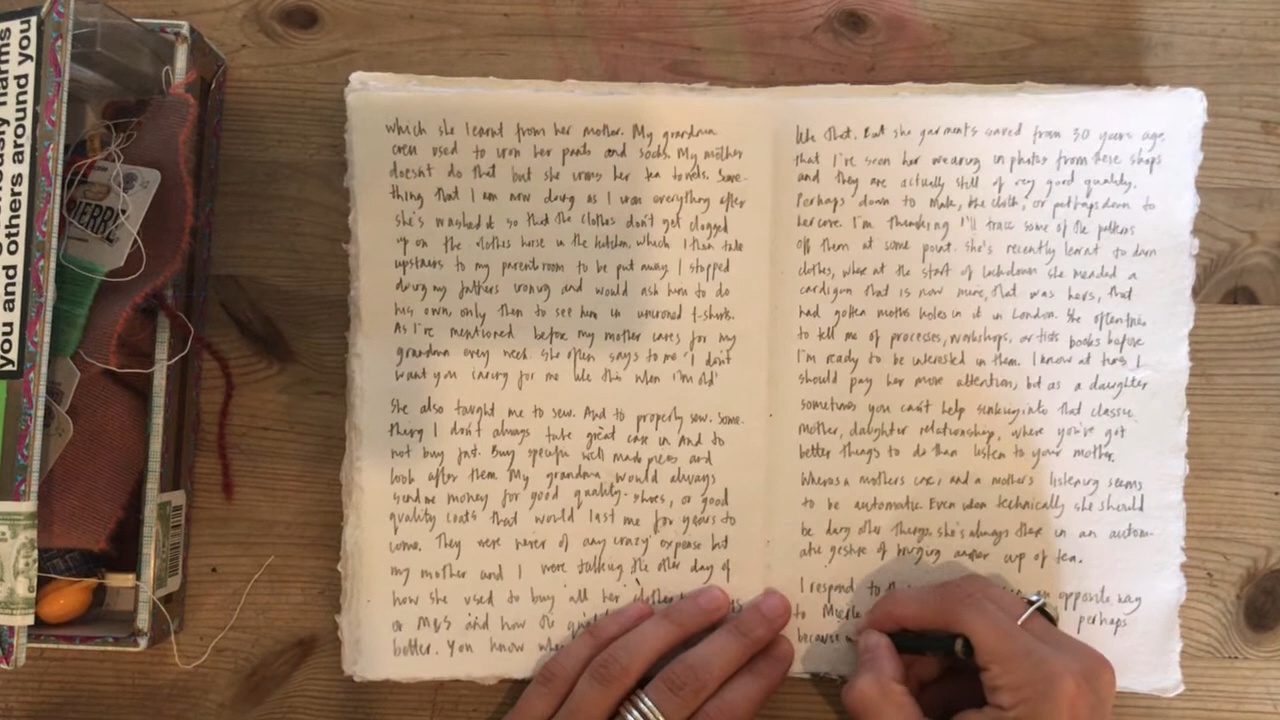 you and others around you
which she learnt from her mother. My grandma
even used to iron her pants and socks. My mother
doesn't do that but she irons her tea towels. Some-
thing that I am now doing as I iron everything after
she's washed it so that the clothes don't get clogged
up on the clothes horse in the kitchen, which I than take
upstairs to my parents room to be put away. I stopped
doing my fathers ironing and would ask him to do
his own, only then to see him in unironed t-shirts.
As I've mentioned before my mother cares for my
grandma every week. She often says to me 'I don't
want you caring for me like this when I'm old'
She also taught me to sew. And to properly sew. Some-
thing I don't always take great care in. And to
not buy fast. Buy specific well made pieces and
look after them. My grandma would always
send me money for good quality shoes, or good
quality coats that would last me for years to
come. They were never of any crazy expense but
my mother and I were talking the other day of
how she used to buy all her clothes
or M&S and how the
better. You know
like that. But she garments saved from 30 years ago,
that I've seen her wearing in photos from these shops
and they are actually still of very good quality.
Perhaps down to make, the cloth, or perhaps down to
her care. I'm thinking I'll trace some of the patterns
off them at some point. She's recently learnt to darn
clothes, where at the start of lockdown she mended a
cardigan that is now mine, that was hers, that
had gotten moths holes in it in London. She often tries
to tell me of processes, workshops, artists books before
I'm ready to be interested in them. I know at times I
should pay her more attention, but as a daughter
sometimes you can't help sinking into that classic
mother, daughter relationship, where you've got
better things to do than listen to your mother.
Whereas a mothers care, and a mothers listening seems
to be automatic. Even when technically she should
be doing other things, she's always there in an autom-
atic gesture of bringing another cup of tea.
I respond to opposite way
to perhaps
because